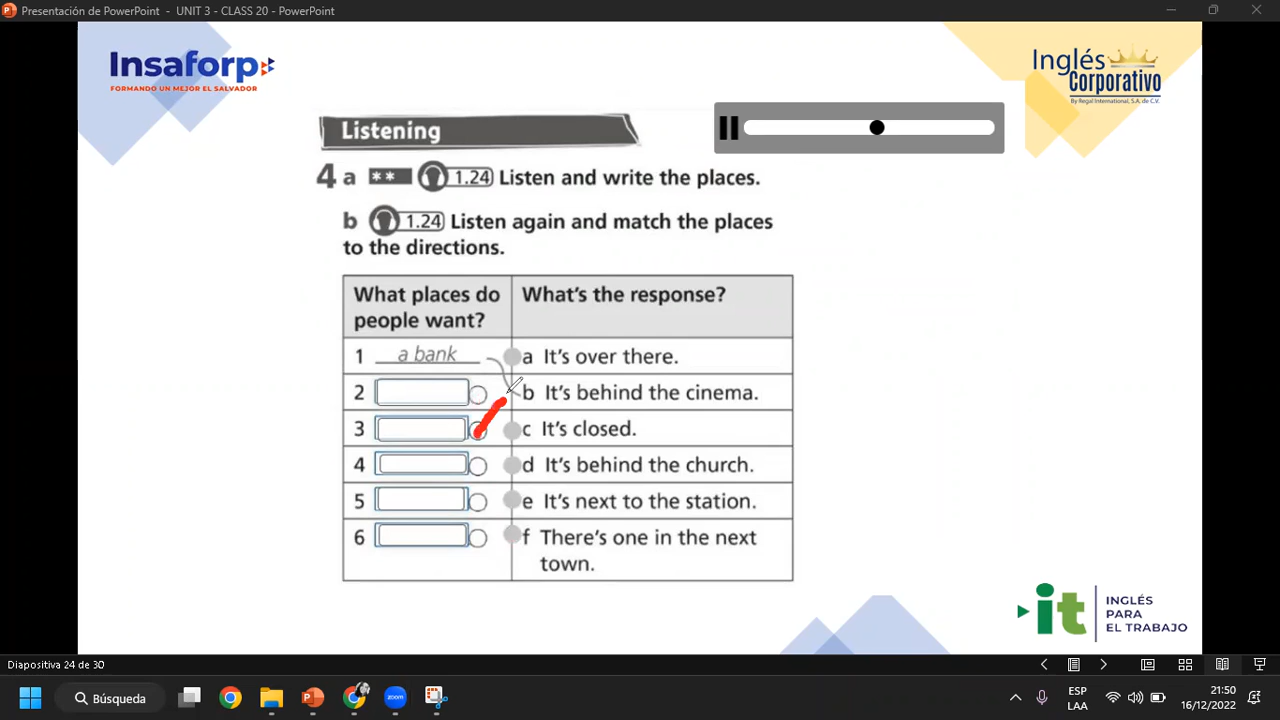 Presentación de PowerPoint - UNIT 3 - CLASS 20 - PowerPoint
Insaforp
FORMANDO UN MEJOR EL SALVADOR
Inglés
Corporativo
By Regal International, S.A. de C.V.
Listening
4 a ** 1.24 Listen and write the places.
b 1.24 Listen again and match the places
to the directions.
What places do
people want?
What's the response?
1 a bank
a It's over there.
2
b It's behind the cinema.
3
c It's closed.
4
d It's behind the church.
5
e It's next to the station.
6
f There's one in the next
town.
it
INGLÉS
PARA
EL TRABAJO
Diapositiva 24 de 30
Búsqueda
zoom
ESP
LAA
21:50
16/12/2022